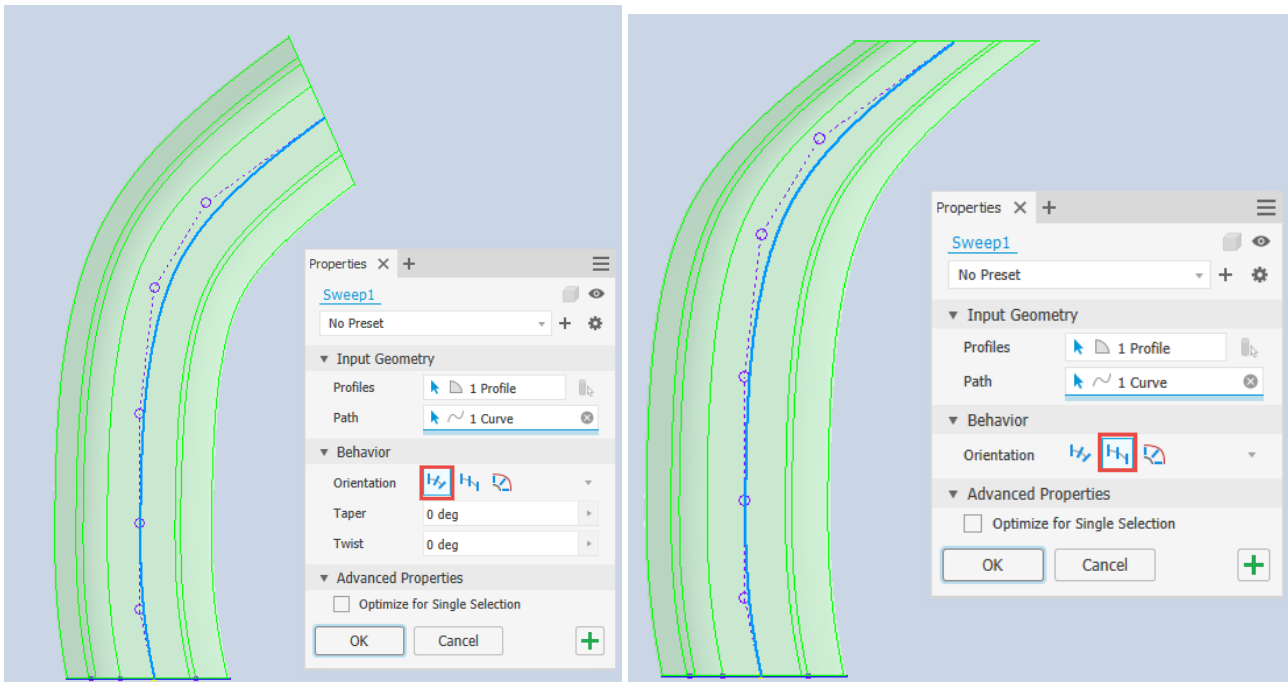 Properties
Sweep1
No Preset
Input Geometry
Profiles 1 Profile
Path 1 Curve
Behavior
Orientation
Taper 0 deg
Twist 0 deg
Advanced Properties
Optimize for Single Selection
OK Cancel
Properties
Sweep1
No Preset
Input Geometry
Profiles 1 Profile
Path 1 Curve
Behavior
Orientation
Advanced Properties
Optimize for Single Selection
OK Cancel